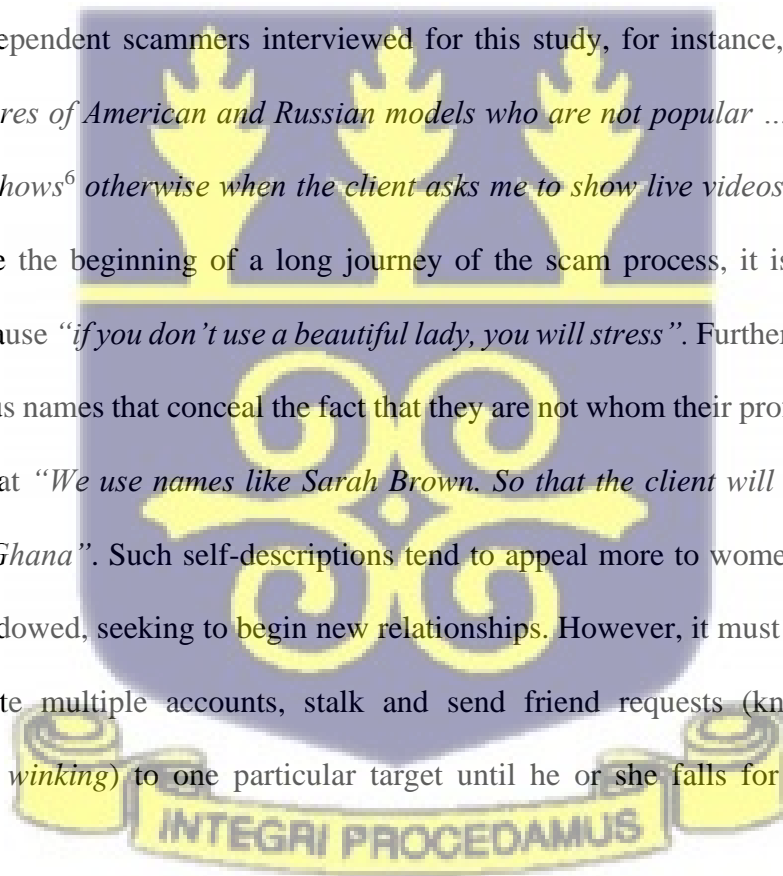 ependent scammers interviewed for this study, for instance,
res of American and Russian models who are not popular ...
hows⁶ otherwise when the client asks me to show live videos
e the beginning of a long journey of the scam process, it is
ause “if you don’t use a beautiful lady, you will stress”. Further
us names that conceal the fact that they are not whom their pro
at “We use names like Sarah Brown. So that the client will
Ghana”. Such self-descriptions tend to appeal more to wome
dowed, seeking to begin new relationships. However, it must
te multiple accounts, stalk and send friend requests (kn
winking) to one particular target until he or she falls for
INTEGRI PROCEDAMUS